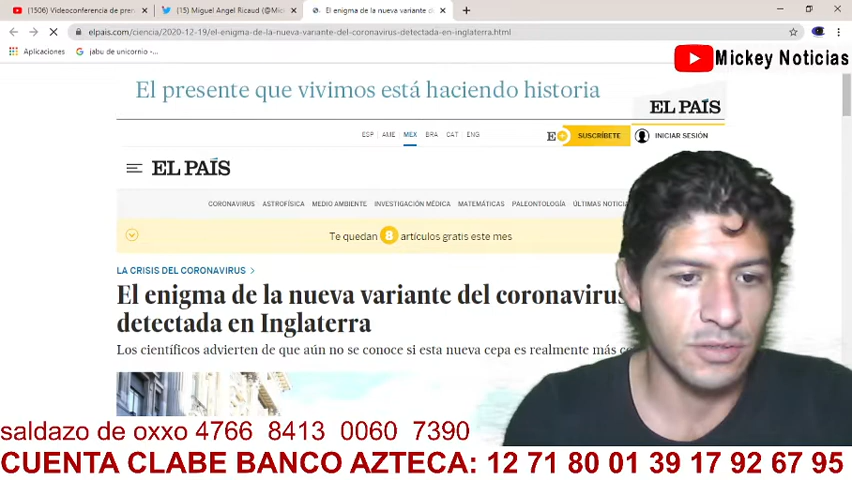 (1506) Videoconferencia de pren
(15) Miguel Angel Ricaud (@Mic
El enigma de la nueva variante d
elpais.com/ciencia/2020-12-19/el-enigma-de-la-nueva-variante-del-coronavirus-detectada-en-inglaterra.html
Aplicaciones
jabu de unicornio -...
Mickey Noticias
El presente que vivimos está haciendo historia
EL PAÍS
ESP AME MEX BRA CAT ENG
E+ SUSCRÍBETE INICIAR SESIÓN
EL PAÍS
CORONAVIRUS ASTROFÍSICA MEDIO AMBIENTE INVESTIGACIÓN MÉDICA MATEMÁTICAS PALEONTOLOGÍA ÚLTIMAS NOTICIA
Te quedan 8 artículos gratis este mes
LA CRISIS DEL CORONAVIRUS
El enigma de la nueva variante del coronavirus
detectada en Inglaterra
Los científicos advierten de que aún no se conoce si esta nueva cepa es realmente más co
saldazo de oxxo 4766 8413 0060 7390
CUENTA CLABE BANCO AZTECA: 12 71 80 01 39 17 92 67 95